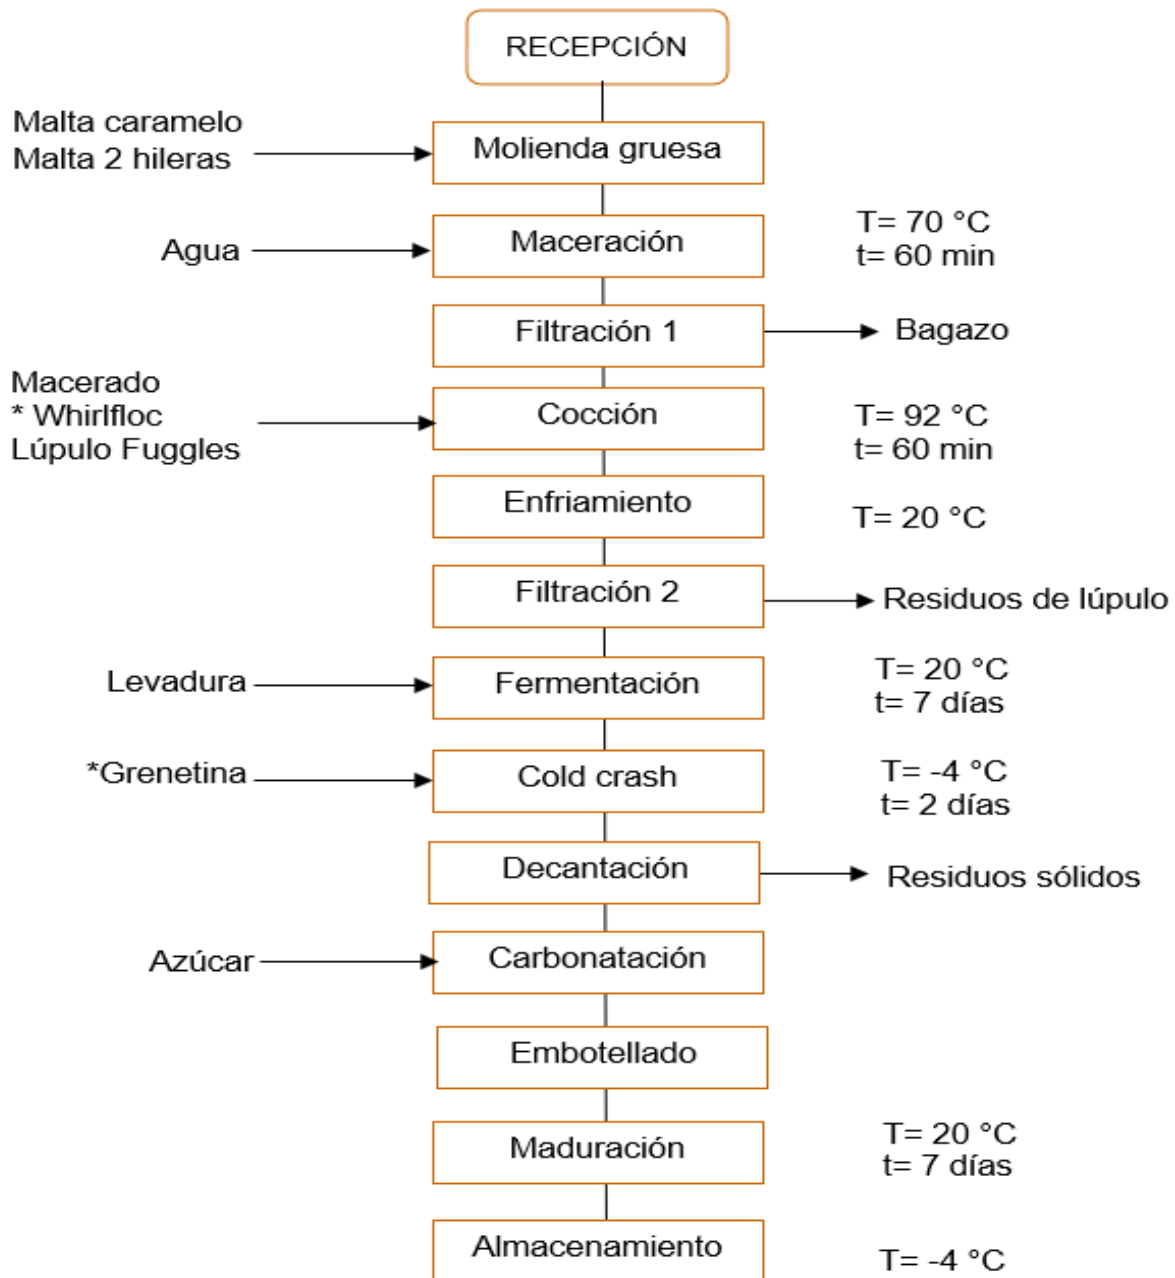 RECEPCIÓN
Malta caramelo
Malta 2 hileras
Molienda gruesa
Agua
Maceración
T= 70 °C
t= 60 min
Filtración 1
Bagazo
Macerado
* Whirlfloc
Lúpulo Fuggles
Cocción
T= 92 °C
t= 60 min
Enfriamiento
T= 20 °C
Filtración 2
Residuos de lúpulo
Levadura
Fermentación
T= 20 °C
t= 7 días
*Grenetina
Cold crash
T= -4 °C
t= 2 días
Decantación
Residuos sólidos
Azúcar
Carbonatación
Embotellado
Maduración
T= 20 °C
t= 7 días
Almacenamiento
T= -4 °C